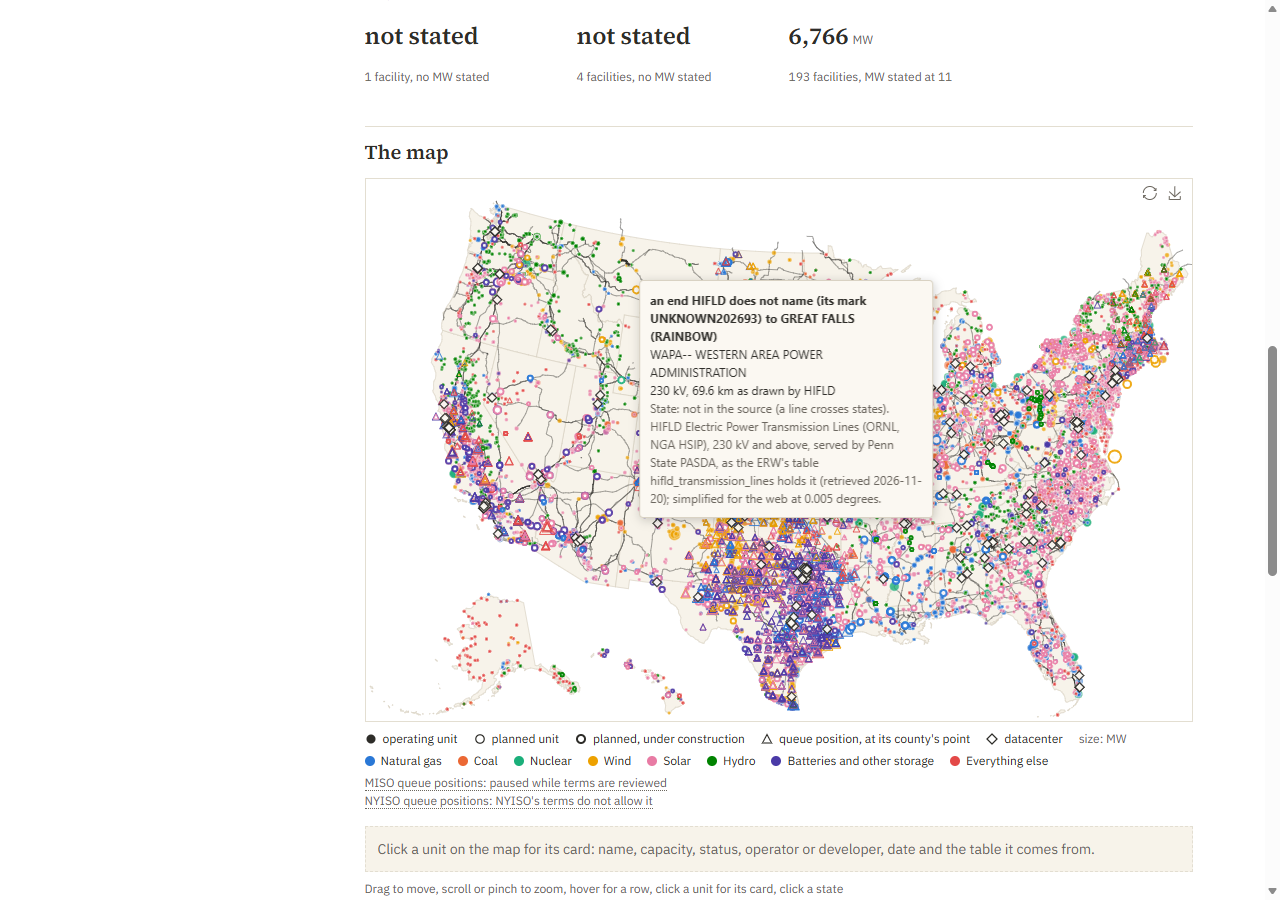 not stated
not stated
6,766 MW
1 facility, no MW stated
4 facilities, no MW stated
193 facilities, MW stated at 11
The map
an end HIFLD does not name (its mark
UNKNOWN202693) to GREAT FALLS
(RAINBOW)
WAPA-- WESTERN AREA POWER
ADMINISTRATION
230 kV, 69.6 km as drawn by HIFLD
State: not in the source (a line crosses states).
HIFLD Electric Power Transmission Lines (ORNL,
NGA HSIP), 230 kV and above, served by Penn
State PASDA, as the ERW's table
hifld_transmission_lines holds it (retrieved 2026-11-
20); simplified for the web at 0.005 degrees.
operating unit
planned unit
planned, under construction
queue position, at its county's point
datacenter
size: MW
Natural gas
Coal
Nuclear
Wind
Solar
Hydro
Batteries and other storage
Everything else
MISO queue positions: paused while terms are reviewed
NYISO queue positions: NYISO's terms do not allow it
Click a unit on the map for its card: name, capacity, status, operator or developer, date and the table it comes from.
Drag to move, scroll or pinch to zoom, hover for a row, click a unit for its card, click a state